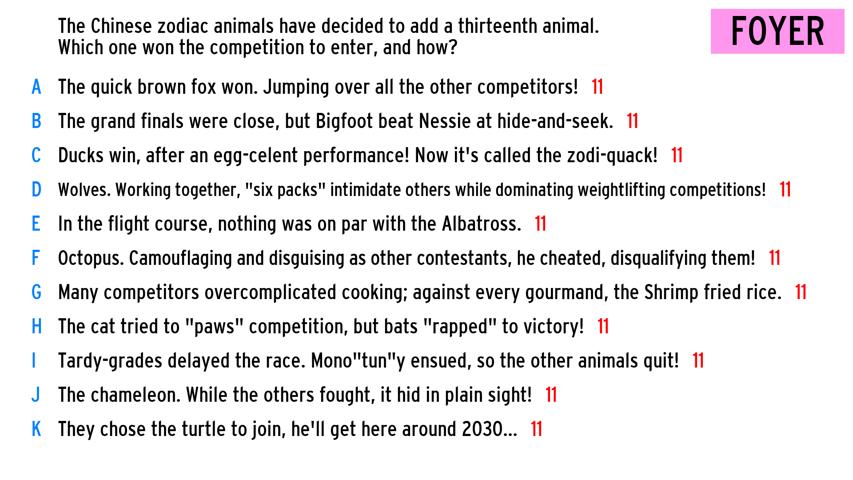 The Chinese zodiac animals have decided to add a thirteenth animal.
Which one won the competition to enter, and how?
FOYER
A The quick brown fox won. Jumping over all the other competitors! 11
B The grand finals were close, but Bigfoot beat Nessie at hide-and-seek. 11
C Ducks win, after an egg-celent performance! Now it's called the zodi-quack! 11
D Wolves. Working together, "six packs" intimidate others while dominating weightlifting competitions! 11
E In the flight course, nothing was on par with the Albatross. 11
F Octopus. Camouflaging and disguising as other contestants, he cheated, disqualifying them! 11
G Many competitors overcomplicated cooking; against every gourmand, the Shrimp fried rice. 11
H The cat tried to "paws" competition, but bats "rapped" to victory! 11
I Tardy-grades delayed the race. Mono"tun"y ensued, so the other animals quit! 11
J The chameleon. While the others fought, it hid in plain sight! 11
K They chose the turtle to join, he'll get here around 2030... 11